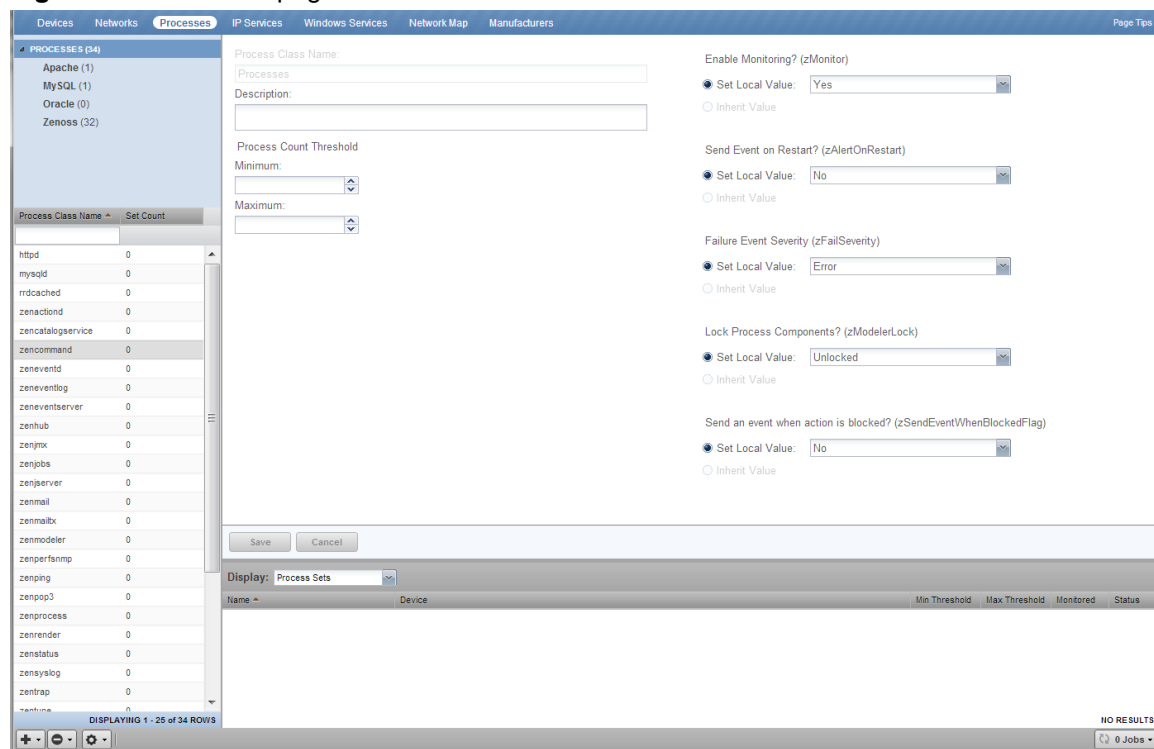 Devices Networks Processes IP Services Windows Services Network Map Manufacturers Page Tips
PROCESSES (34)
Apache (1)
MySQL (1)
Oracle (0)
Zenoss (32)
Process Class Name Set Count
httpd 0
mysqld 0
rrdcached 0
zenactiond 0
zencatalogservice 0
zencommand 0
zeneventd 0
zeneventlog 0
zeneventserver 0
zenhub 0
zenjmx 0
zenjobs 0
zenjserver 0
zenmail 0
zenmailtx 0
zenmodeler 0
zenperfsnmp 0
zenping 0
zenpop3 0
zenprocess 0
zenrender 0
zenstatus 0
zensyslog 0
zentrap 0
DISPLAYING 1 - 25 of 34 ROWS
Process Class Name:
Processes
Description:
Process Count Threshold
Minimum:
Maximum:
Enable Monitoring? (zMonitor)
Set Local Value: Yes
Inherit Value
Send Event on Restart? (zAlertOnRestart)
Set Local Value: No
Inherit Value
Failure Event Severity (zFailSeverity)
Set Local Value: Error
Inherit Value
Lock Process Components? (zModelerLock)
Set Local Value: Unlocked
Inherit Value
Send an event when action is blocked? (zSendEventWhenBlockedFlag)
Set Local Value: No
Inherit Value
Save Cancel
Display: Process Sets
Name Device Min Threshold Max Threshold Monitored Status
NO RESULTS
0 Jobs